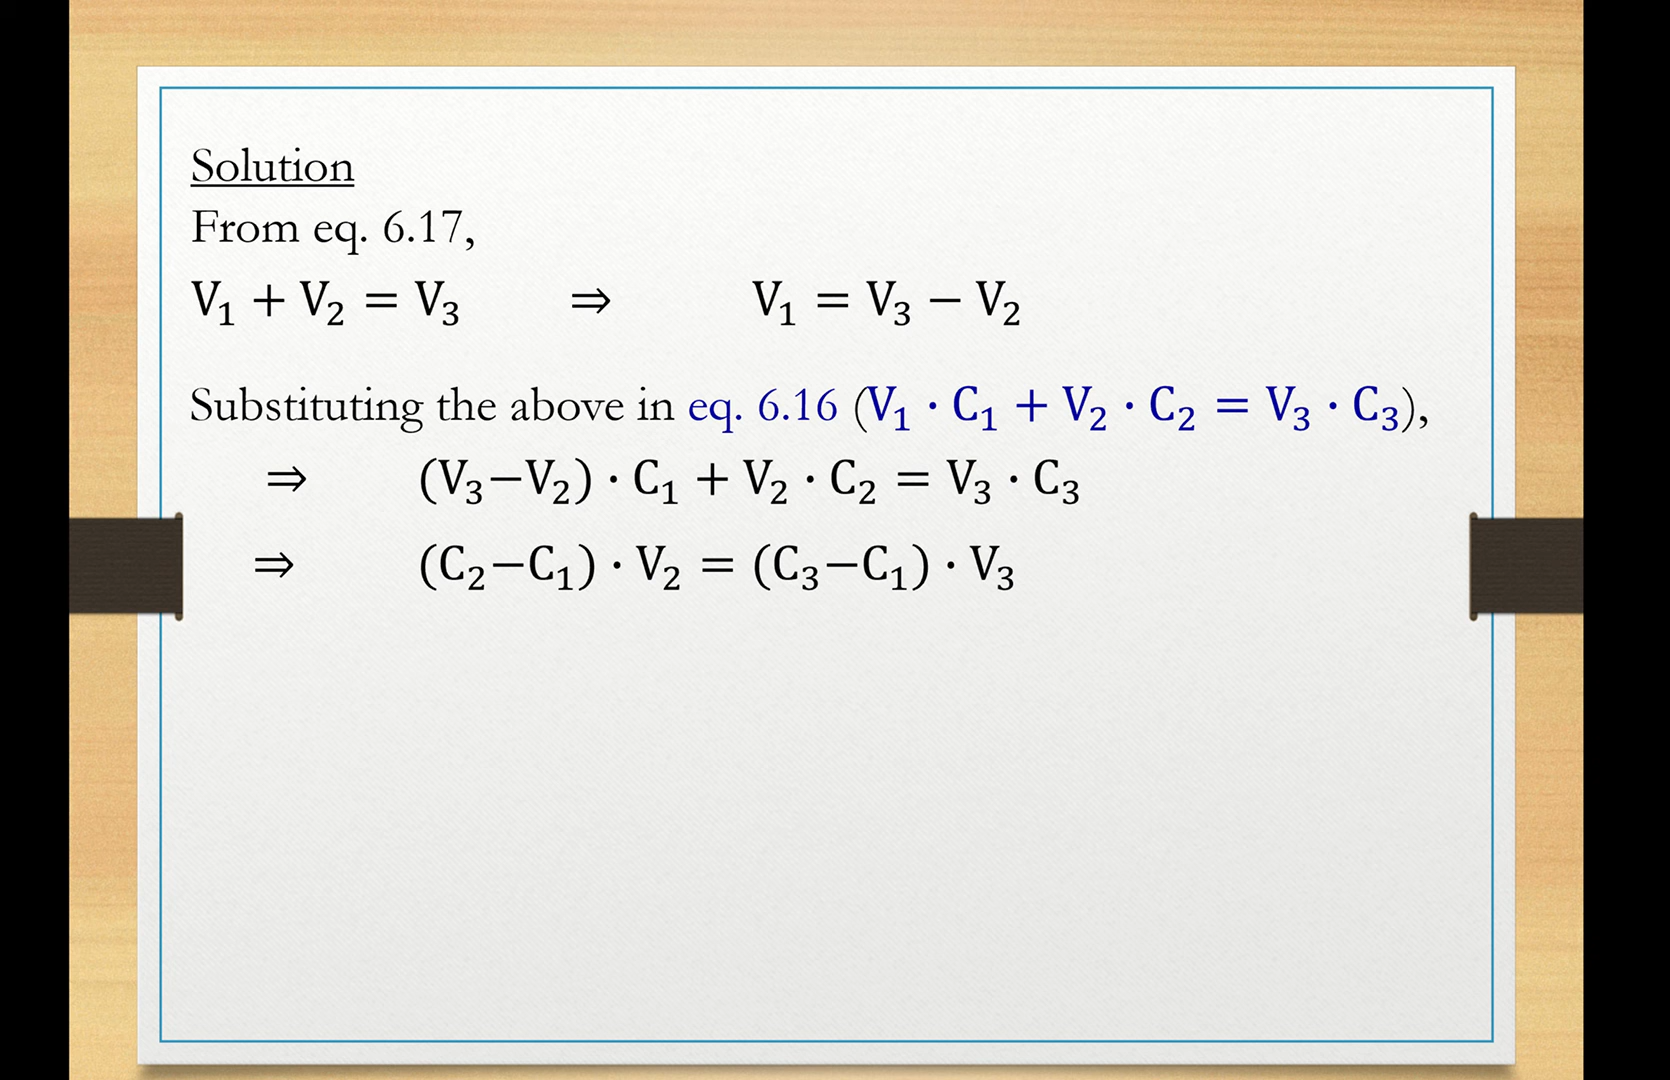 Solution
From eq. 6.17,
V₁ + V₂ = V₃ ⇒ V₁ = V₃ − V₂
Substituting the above in eq. 6.16 (V₁ · C₁ + V₂ · C₂ = V₃ · C₃),
⇒ (V₃−V₂) · C₁ + V₂ · C₂ = V₃ · C₃
⇒ (C₂−C₁) · V₂ = (C₃−C₁) · V₃